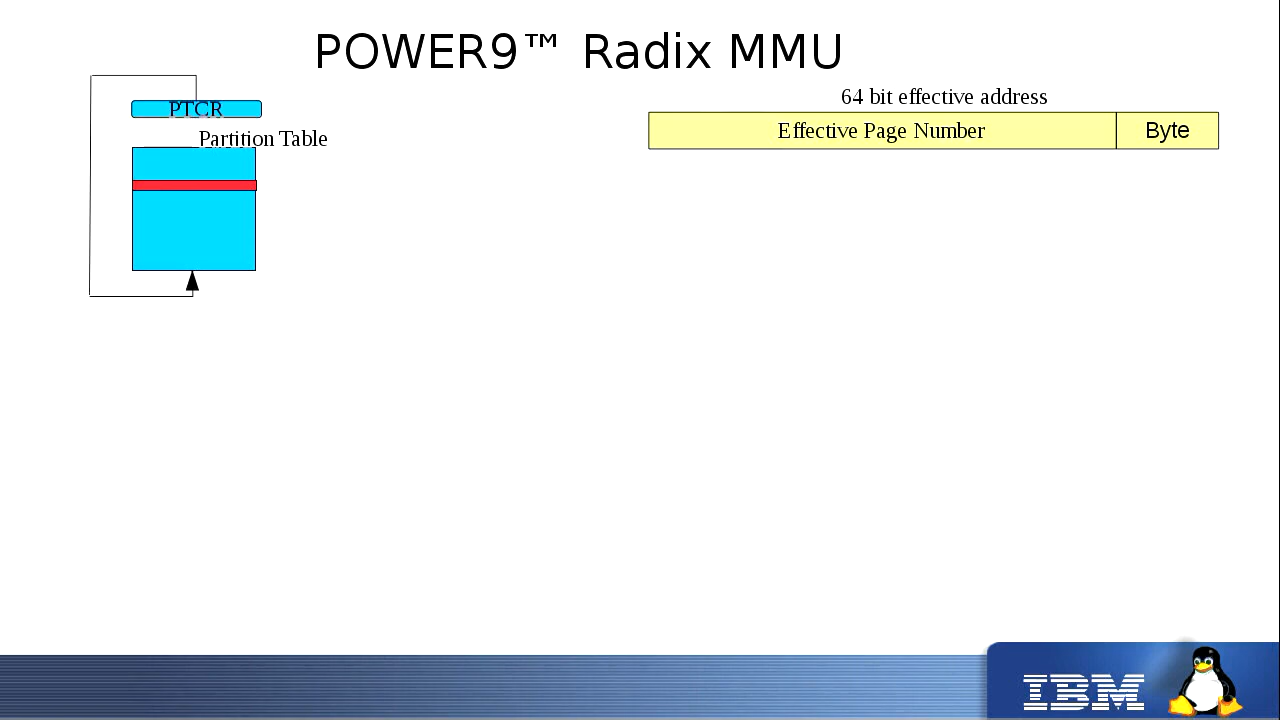 POWER9™ Radix MMU
PTCR
Partition Table
64 bit effective address
Effective Page Number
Byte
IBM